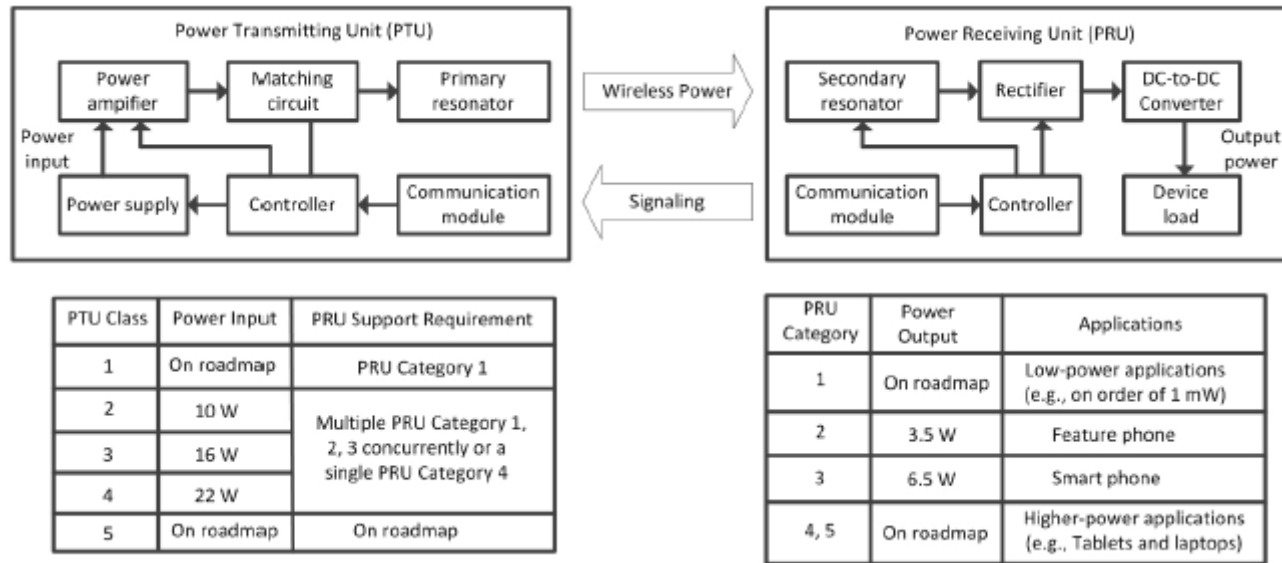 Power Transmitting Unit (PTU)
Power
ampifier
Matching
circuit
Primary
resonator
Power
input
Power supply
Controller
Communication
module
Wireless Power
Signaling
Power Receiving Unit (PRU)
Secondary
resonator
Rectifier
DC-to-DC
Converter
Output
power
Communication
module
Controller
Device
load
PTU Class Power Input PRU Support Requirement
1 On roadmap PRU Category 1
2 10 W
3 16 W
4 22 W
Multiple PRU Category 1,
2, 3 concurrently or a
single PRU Category 4
5 On roadmap On roadmap
PRU
Category
Power
Output
Applications
1 On roadmap
Low-power applications
(e.g., on order of 1 mW)
2 3.5 W Feature phone
3 6.5 W Smart phone
4, 5 On roadmap
Higher-power applications
(e.g., Tablets and laptops)